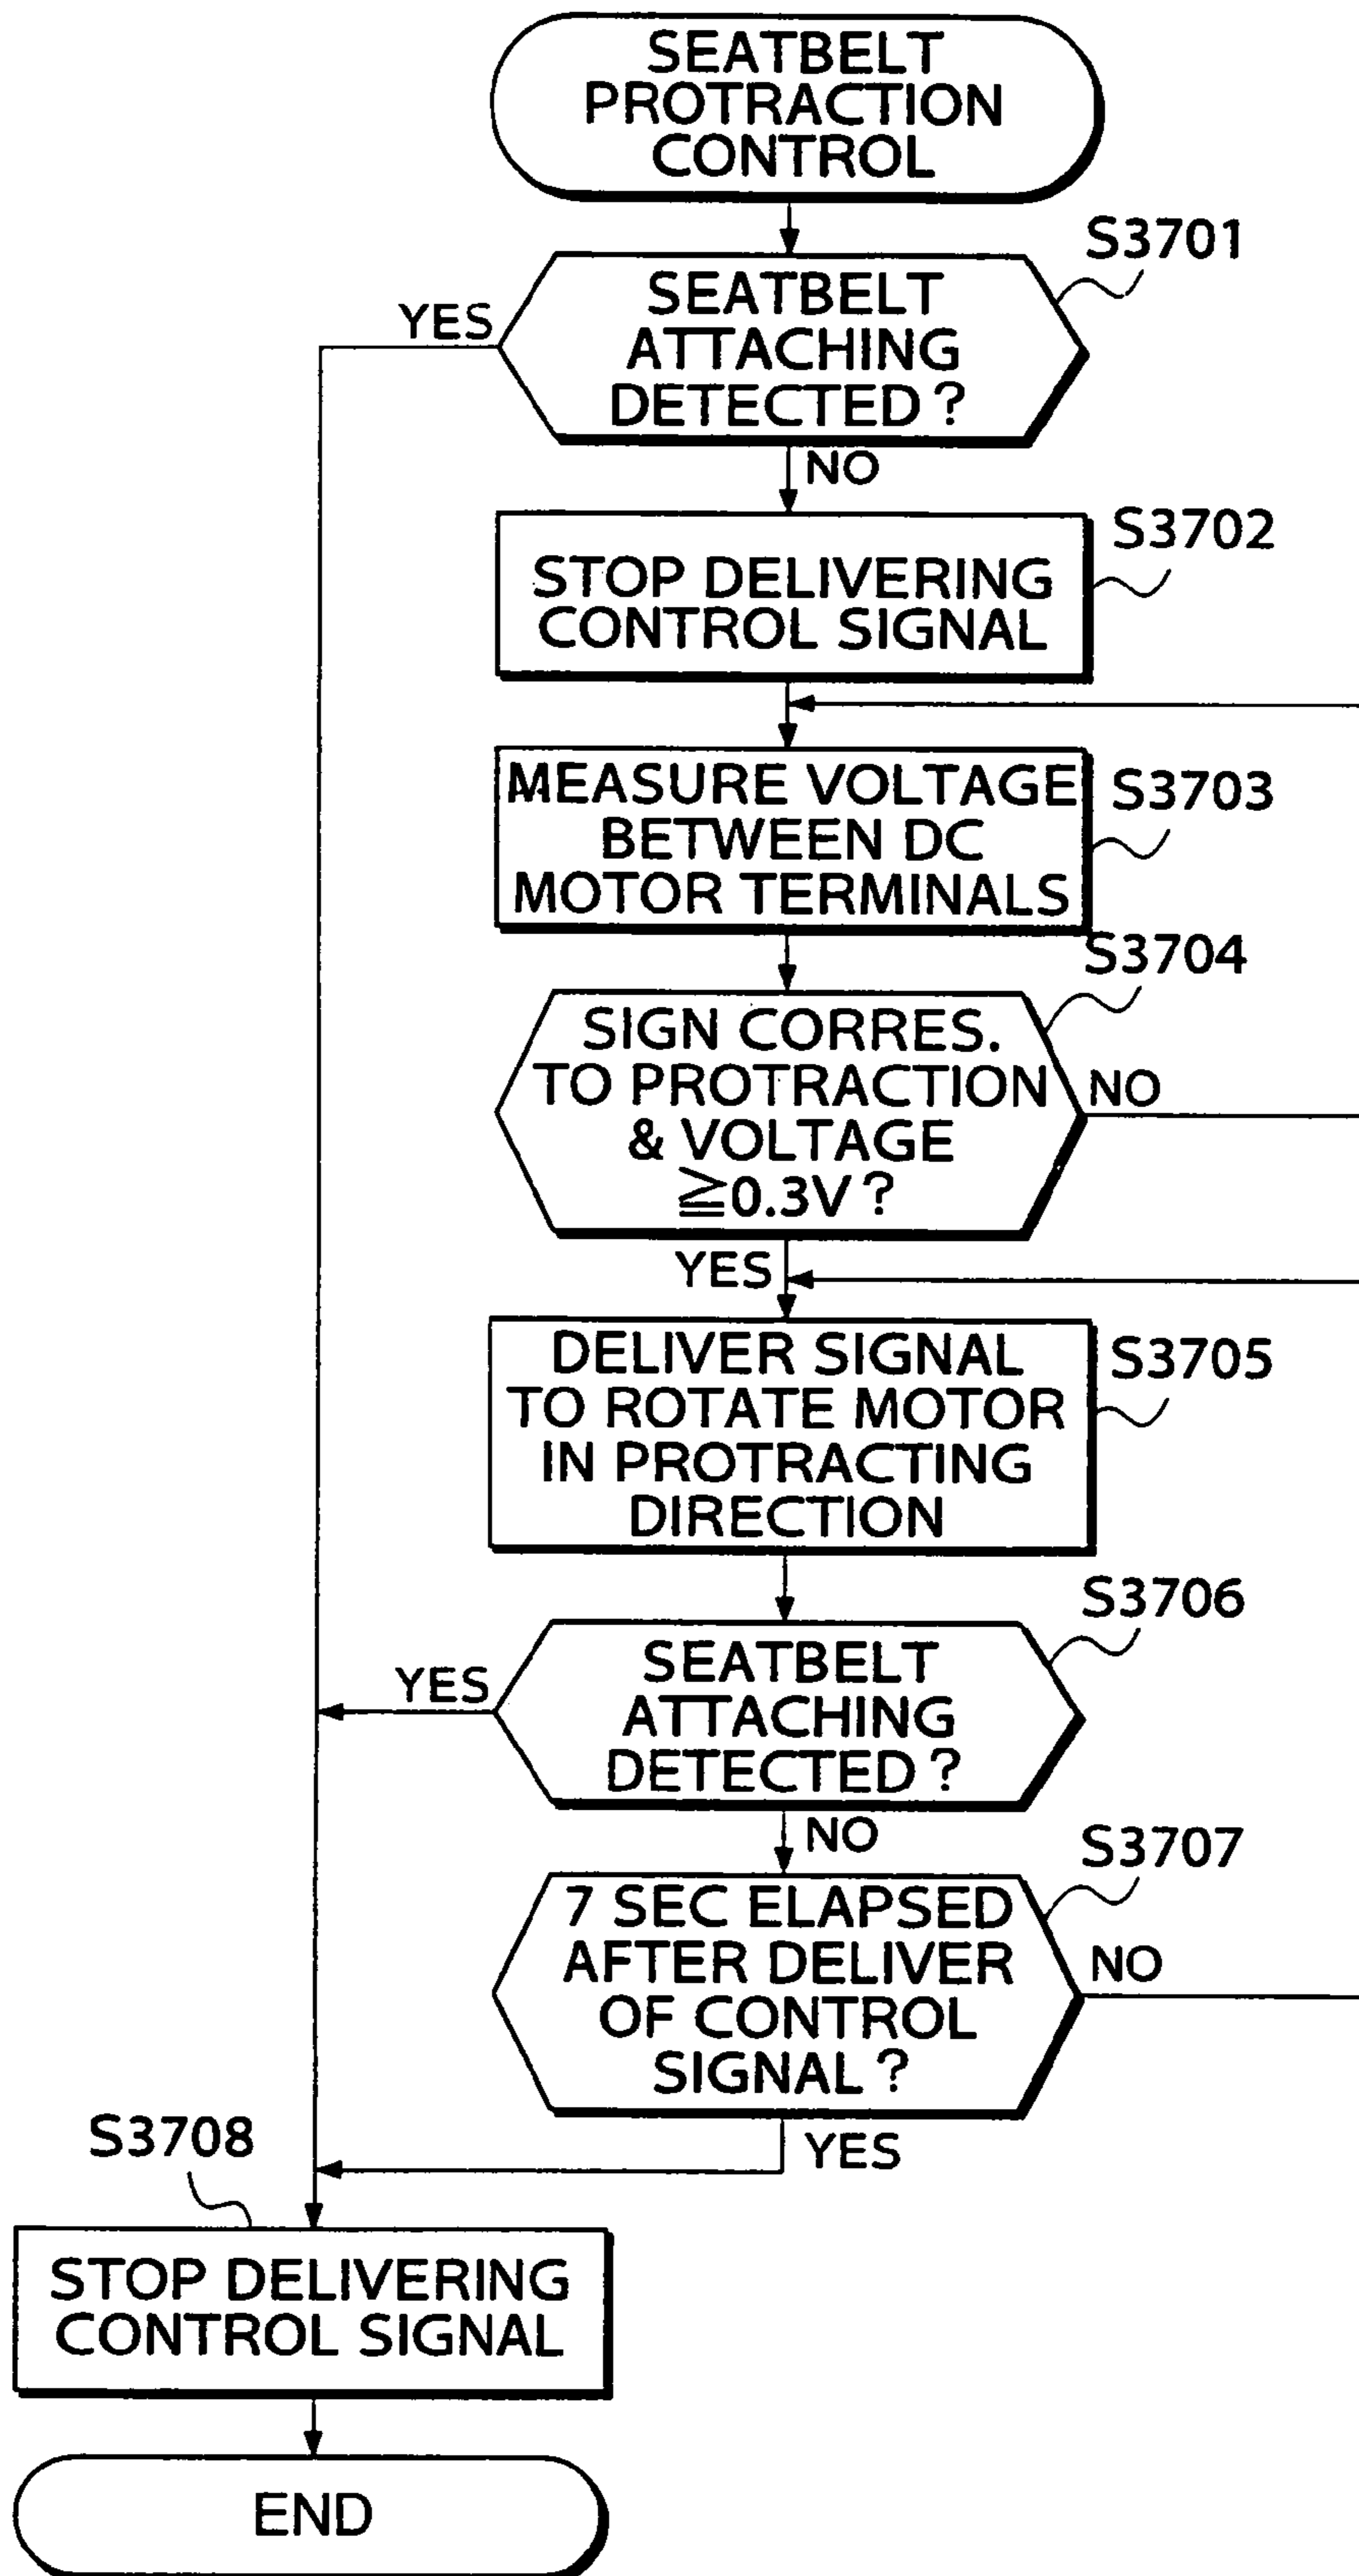 SEATBELT
PROTRACTION
CONTROL
S3701
SEATBELT
ATTACHING
DETECTED?
YES
NO
S3702
STOP DELIVERING
CONTROL SIGNAL
MEASURE VOLTAGE
BETWEEN DC
MOTOR TERMINALS
S3703
S3704
SIGN CORRES.
TO PROTRACTION
& VOLTAGE
≧0.3V?
NO
YES
DELIVER SIGNAL
TO ROTATE MOTOR
IN PROTRACTING
DIRECTION
S3705
S3706
SEATBELT
ATTACHING
DETECTED?
YES
NO
S3707
7 SEC ELAPSED
AFTER DELIVER
OF CONTROL
SIGNAL?
NO
YES
S3708
STOP DELIVERING
CONTROL SIGNAL
END